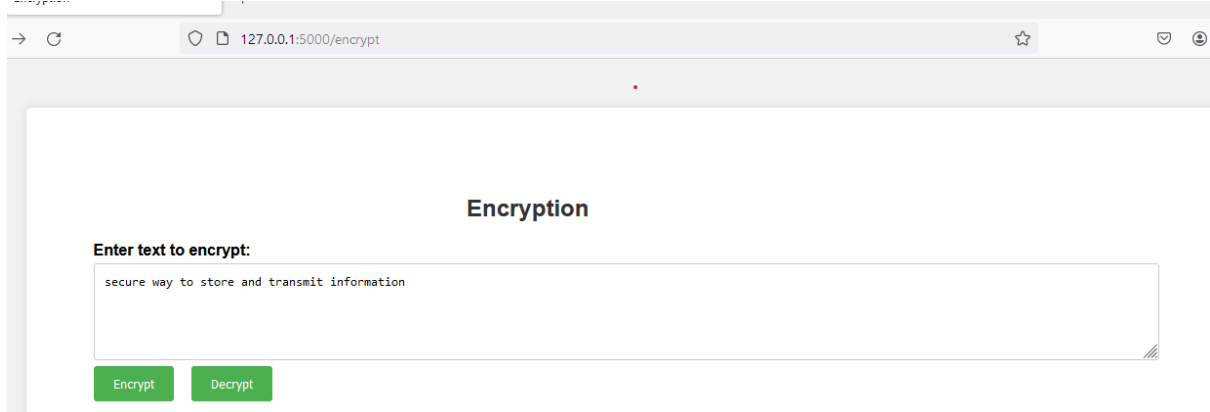 127.0.0.1:5000/encrypt
Encryption
Enter text to encrypt:
secure way to store and transmit information
Encrypt Decrypt